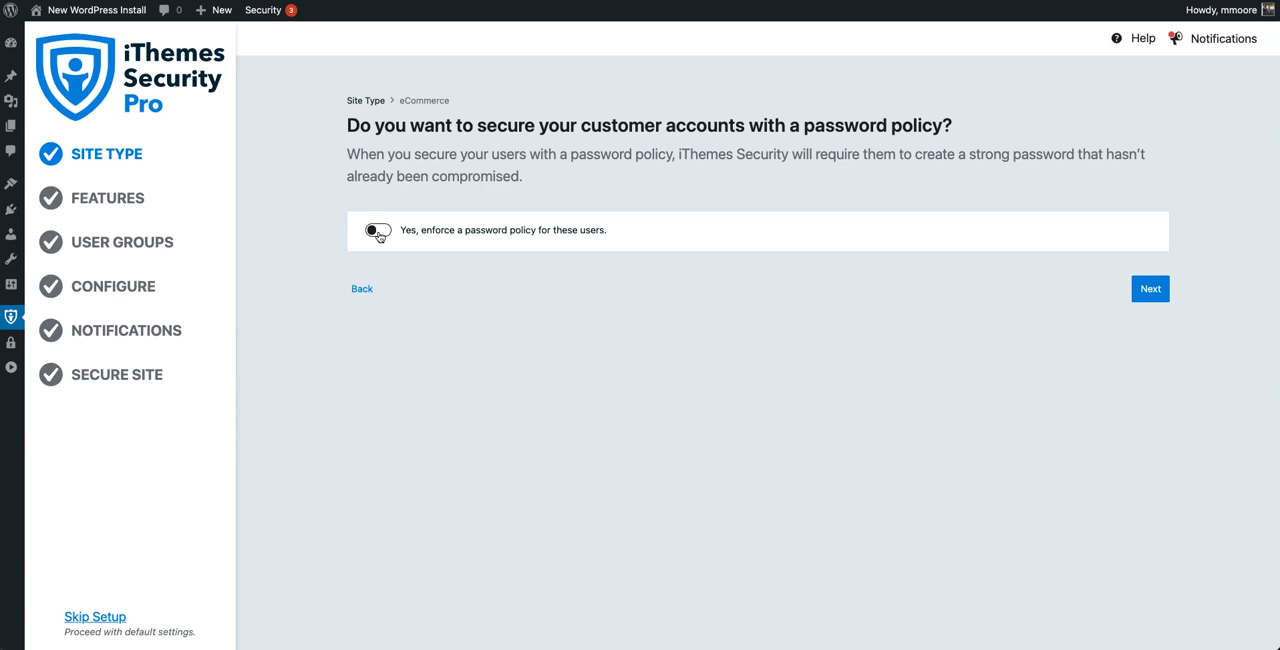 New WordPress Install 0 New Security 3 Howdy, mmoore
iThemes
Security
Pro
Help Notifications
SITE TYPE
FEATURES
USER GROUPS
CONFIGURE
NOTIFICATIONS
SECURE SITE
Skip Setup
Proceed with default settings.
Site Type > eCommerce
Do you want to secure your customer accounts with a password policy?
When you secure your users with a password policy, iThemes Security will require them to create a strong password that hasn't
already been compromised.
Yes, enforce a password policy for these users.
Back Next